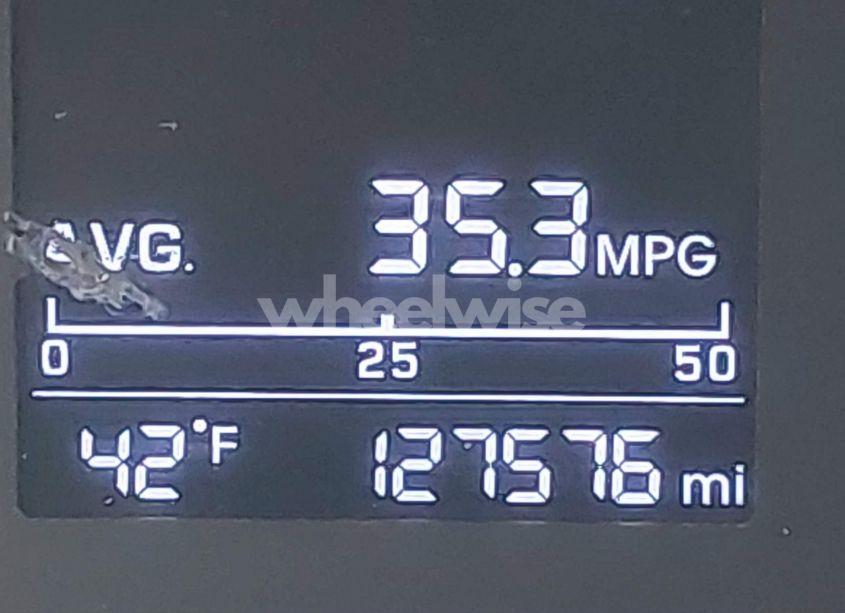 AVG. 35.3 MPG
wheelwise
0 25 50
42°F 127576 mi